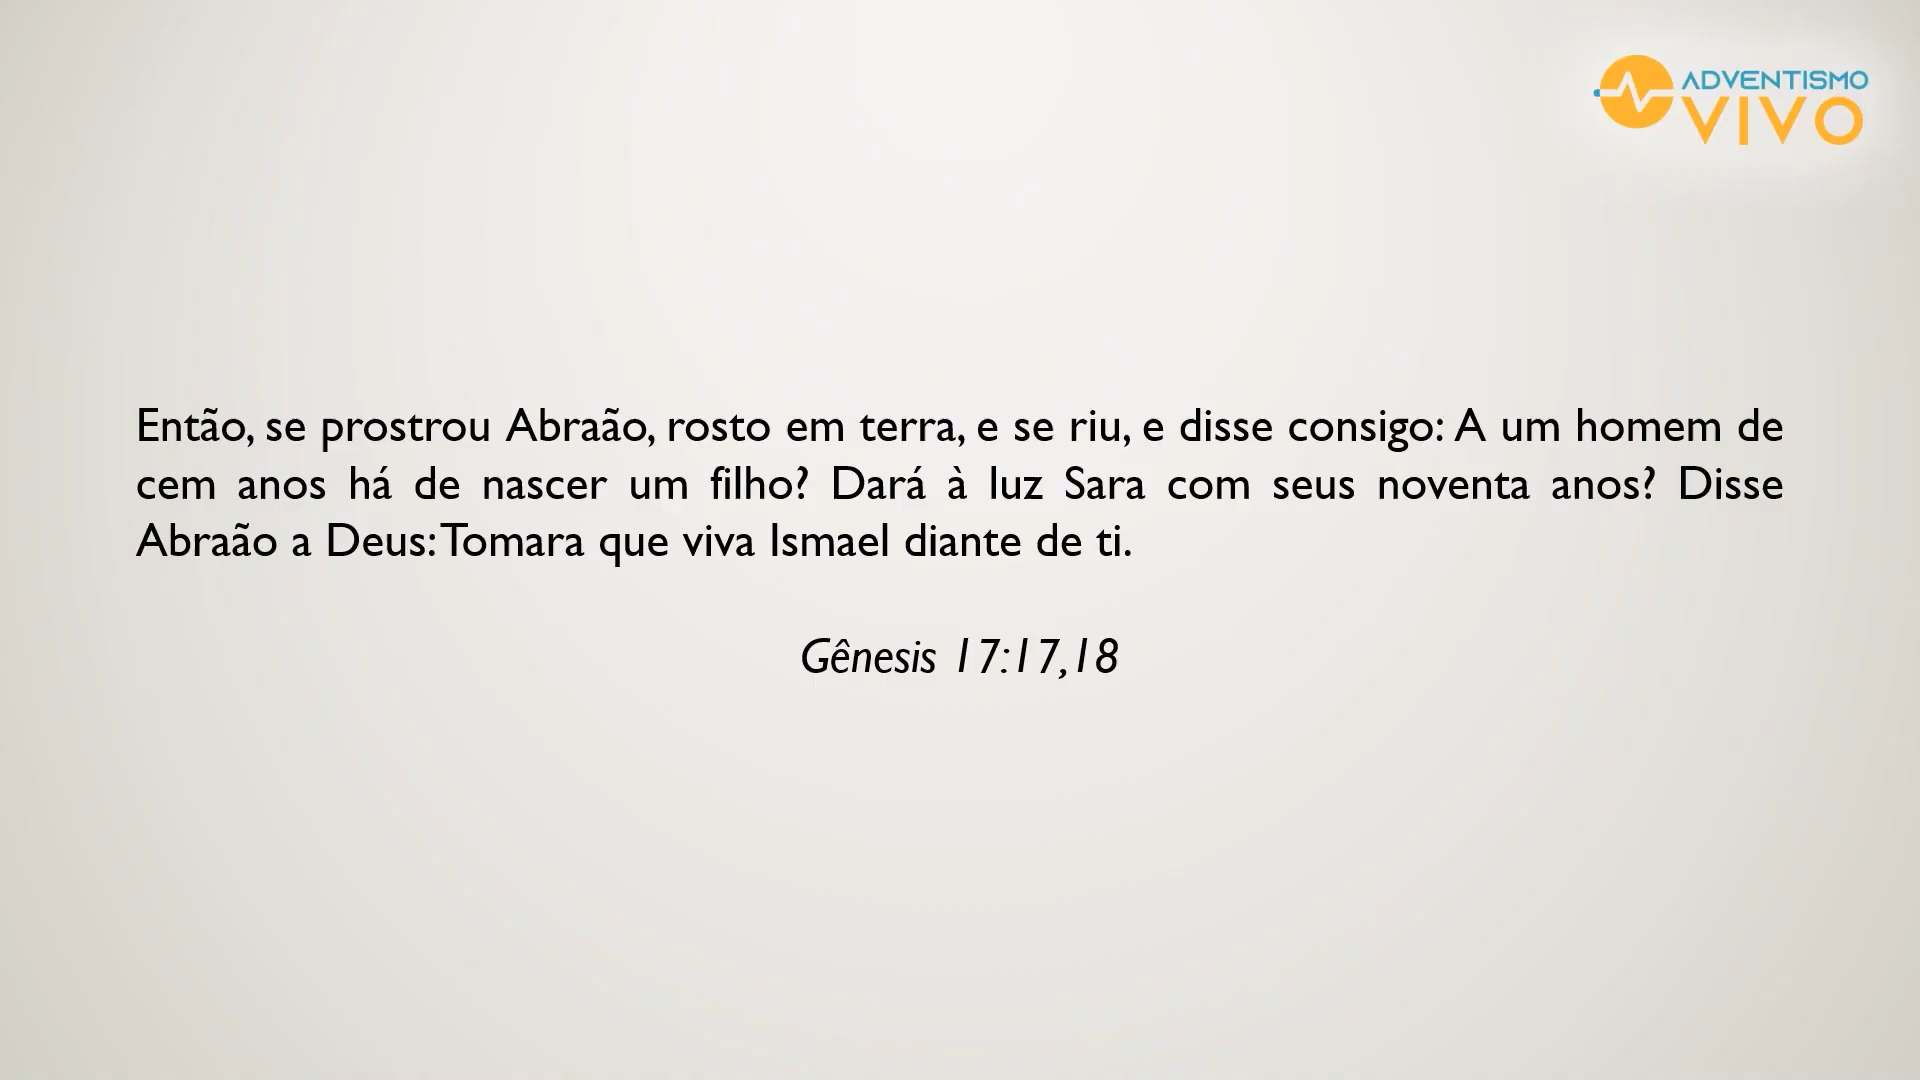 ADVENTISMO
VIVO
Então, se prostrou Abraão, rosto em terra, e se riu, e disse consigo: A um homem de
cem anos há de nascer um filho? Dará à luz Sara com seus noventa anos? Disse
Abraão a Deus: Tomara que viva Ismael diante de ti.
Gênesis 17:17,18